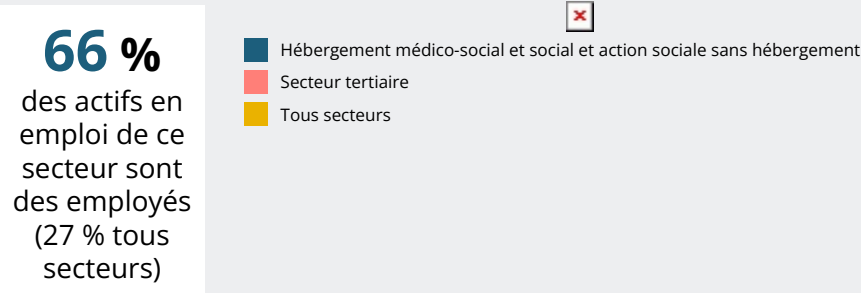 66 %
des actifs en
emploi de ce
secteur sont
des employés
(27 % tous
secteurs)
Hébergement médico-social et social et action sociale sans hébergement
Secteur tertiaire
Tous secteurs